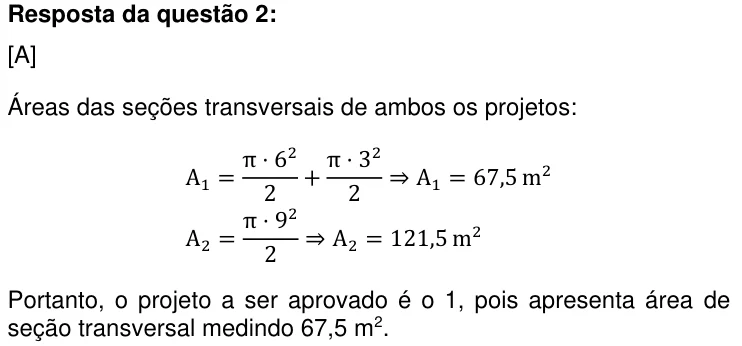 Resposta da questão 2:
[A]
Áreas das seções transversais de ambos os projetos:
A₁ = π · 6²/2 + π · 3²/2 ⇒ A₁ = 67,5 m²
A₂ = π · 9²/2 ⇒ A₂ = 121,5 m²
Portanto, o projeto a ser aprovado é o 1, pois apresenta área de
seção transversal medindo 67,5 m².